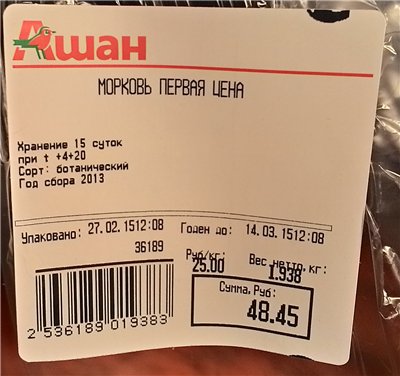 Ашан
МОРКОВЬ ПЕРВАЯ ЦЕНА
Хранение 15 суток
при t +4+20
Сорт: ботанический
Год сбора 2013
Упаковано: 27.02.1512:08 Годен до: 14.03.1512:08
36189
Руб/кг: Вес нетто,кг:
25.00 1.938
Сумма,Руб:
48.45
2 536189 019383